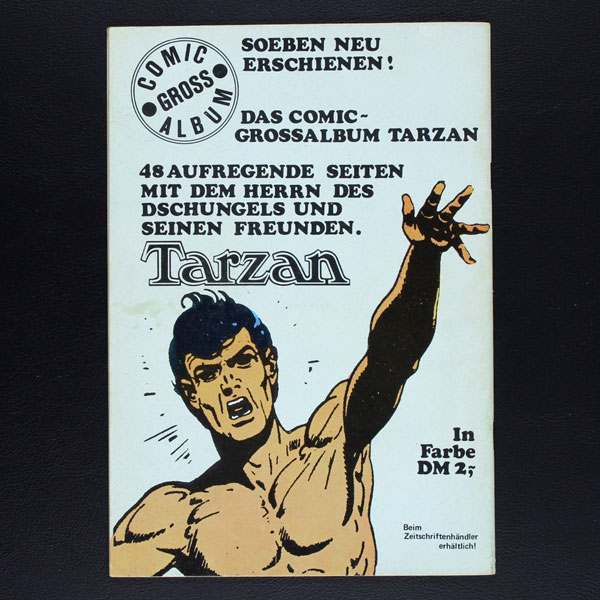 COMIC
GROSS
ALBUM
SOEBEN NEU
ERSCHIENEN!
DAS COMIC-
GROSSALBUM TARZAN
48 AUFREGENDE SEITEN
MIT DEM HERRN DES
DSCHUNGELS UND
SEINEN FREUNDEN.
Tarzan
In
Farbe
DM 2,-
Beim
Zeitschriftenhändler
erhältlich!